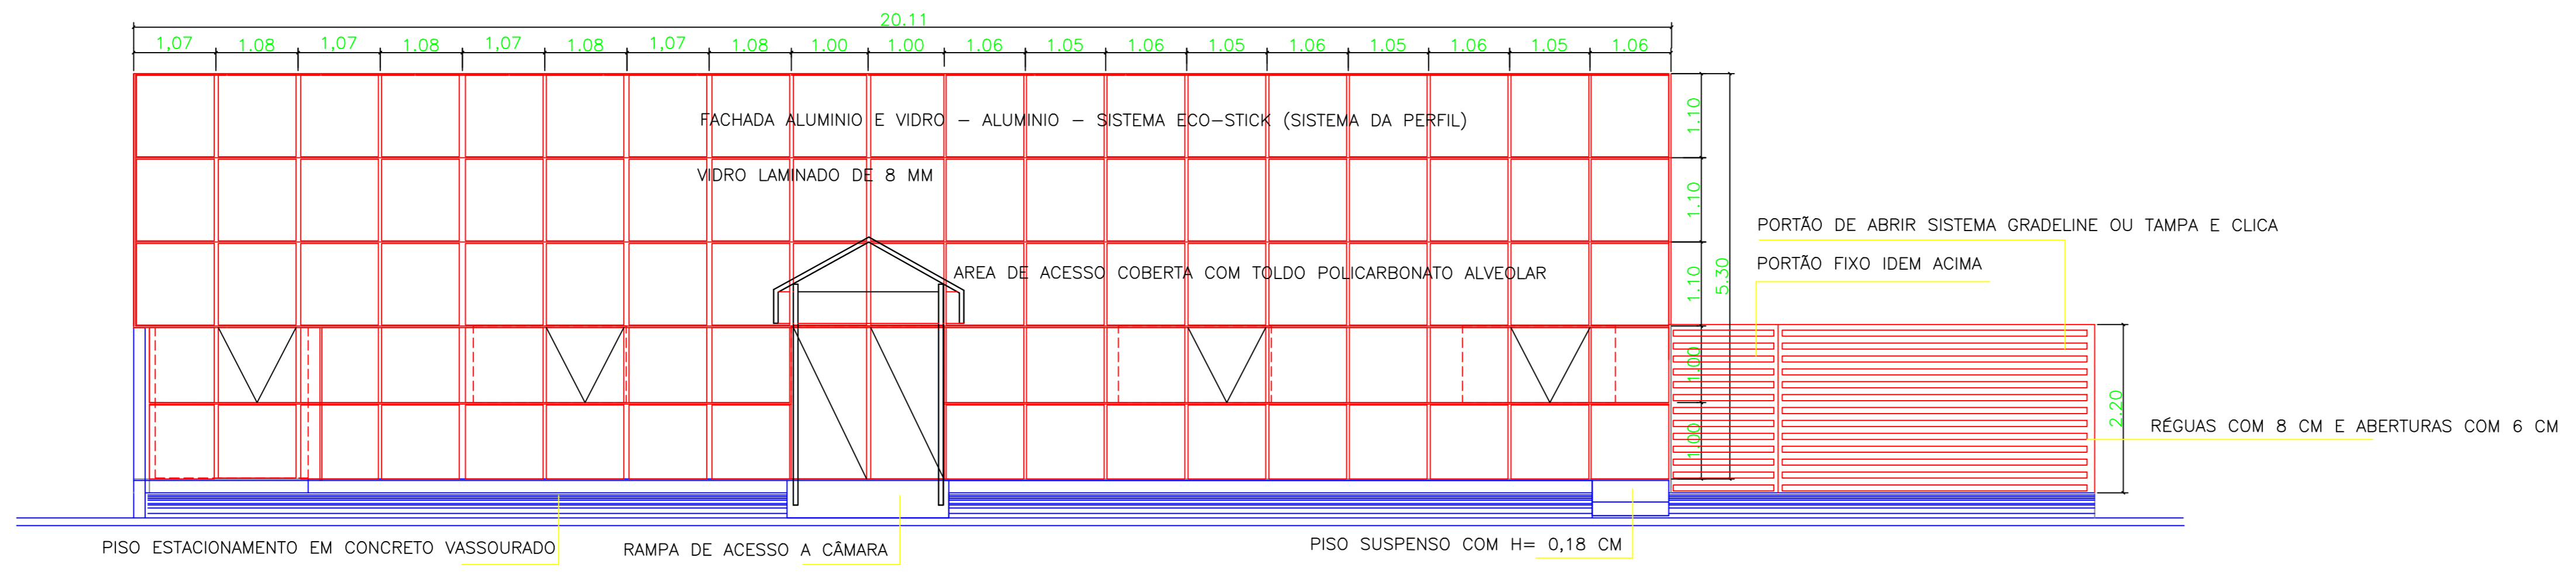 20.11
1,07 1.08 1,07 1.08 1,07 1.08 1,07 1.08 1.00 1.00 1.06 1.05 1.06 1.05 1.06 1.05 1.06 1.05 1.06
FACHADA ALUMINIO E VIDRO – ALUMINIO – SISTEMA ECO–STICK (SISTEMA DA PERFIL)
1.10
VIDRO LAMINADO DE 8 MM
1.10
PORTÃO DE ABRIR SISTEMA GRADELINE OU TAMPA E CLICA
PORTÃO FIXO IDEM ACIMA
AREA DE ACESSO COBERTA COM TOLDO POLICARBONATO ALVEOLAR
1.10
5.30
1,00
2.20
RÉGUAS COM 8 CM E ABERTURAS COM 6 CM
1.00
PISO ESTACIONAMENTO EM CONCRETO VASSOURADO
RAMPA DE ACESSO A CÂMARA
PISO SUSPENSO COM H= 0,18 CM